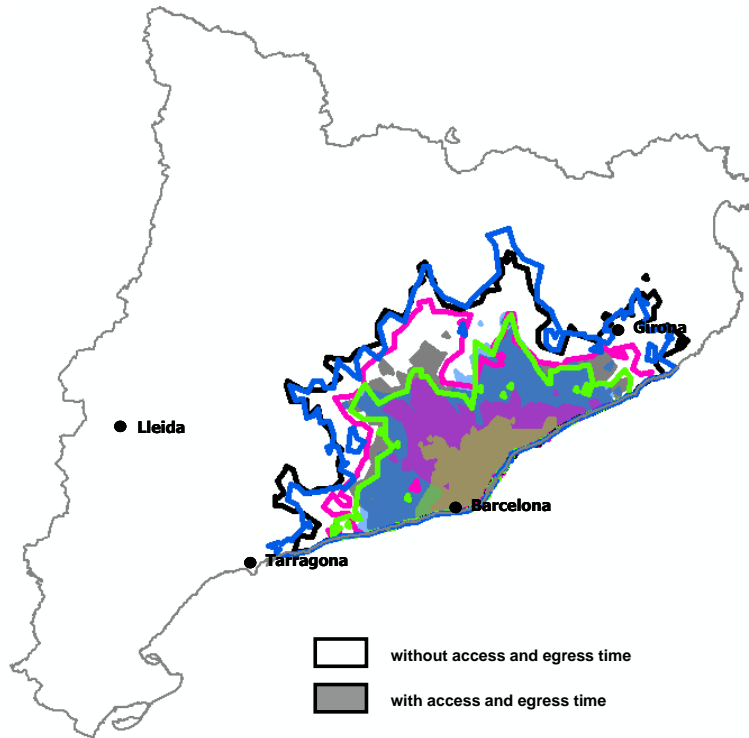 Girona
Lleida
Barcelona
Tarragona
without access and egress time
with access and egress time